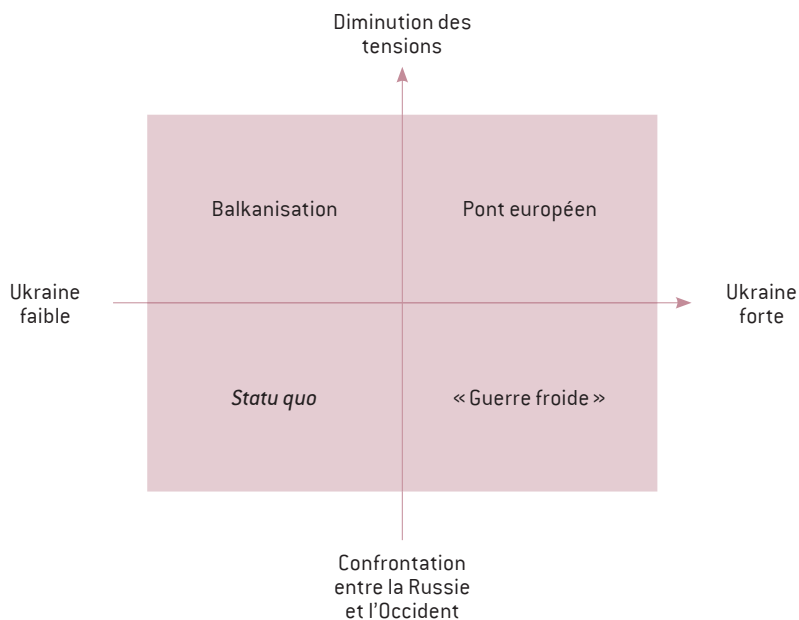 Diminution des
tensions
Balkanisation
Pont européen
Ukraine
faible
Ukraine
forte
Statu quo
« Guerre froide »
Confrontation
entre la Russie
et l’Occident